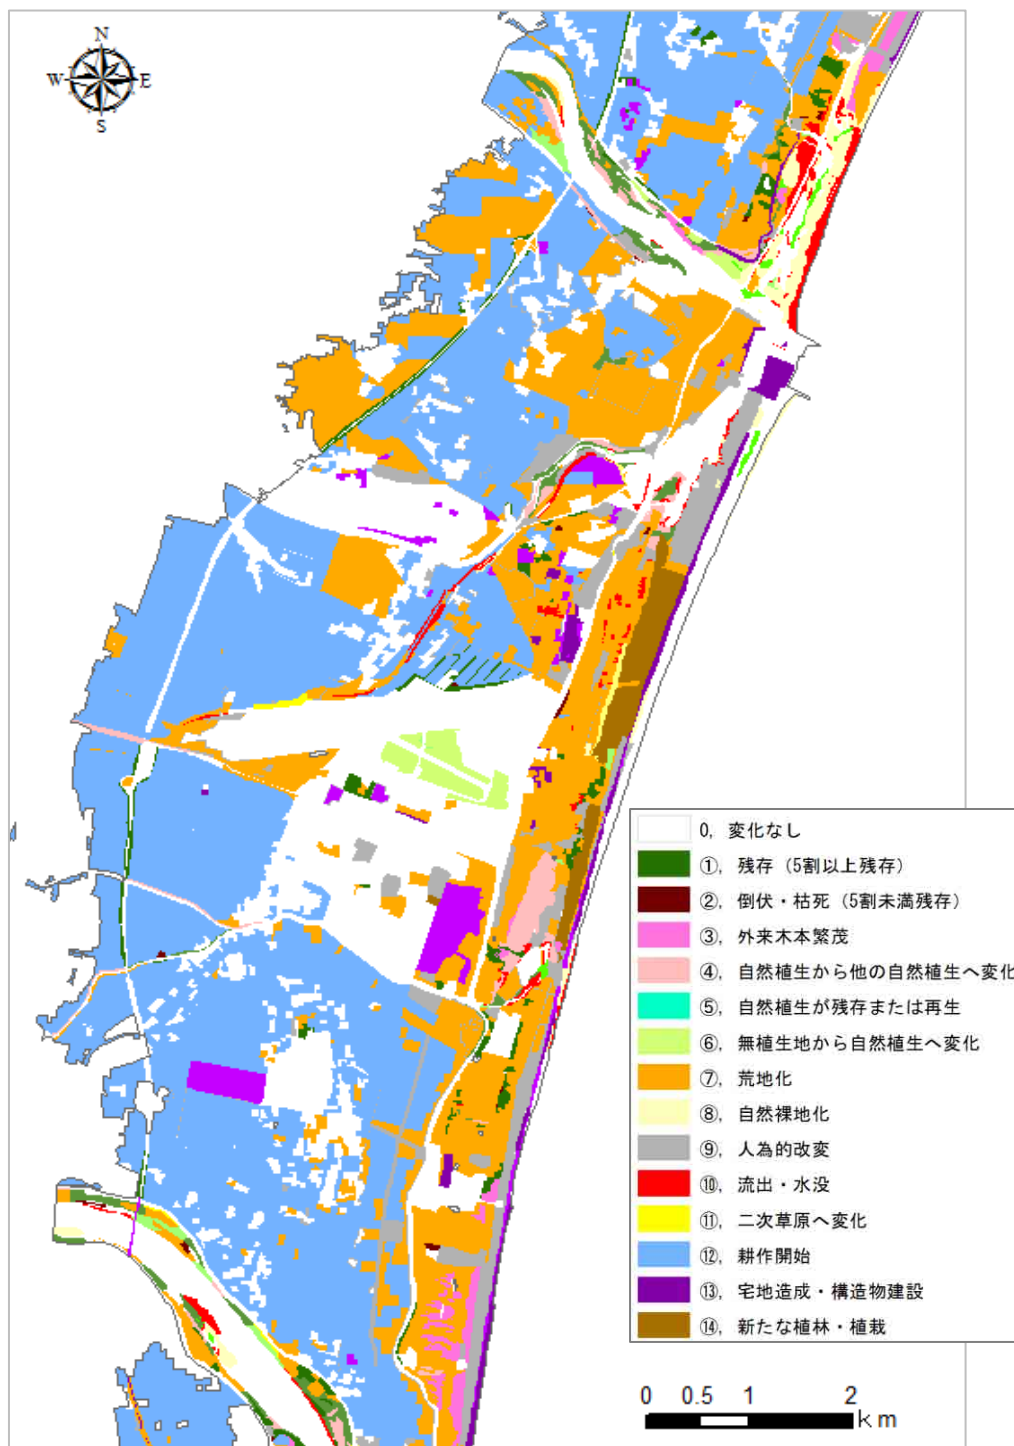 N
W E
S
0, 変化なし
①, 残存（5割以上残存）
②, 倒伏・枯死（5割未満残存）
③, 外来木本繁茂
④, 自然植生から他の自然植生へ変化
⑤, 自然植生が残存または再生
⑥, 無植生地から自然植生へ変化
⑦, 荒地化
⑧, 自然裸地化
⑨, 人為的改変
⑩, 流出・水没
⑪, 二次草原へ変化
⑫, 耕作開始
⑬, 宅地造成・構造物建設
⑭, 新たな植林・植栽
0 0.5 1 2
km